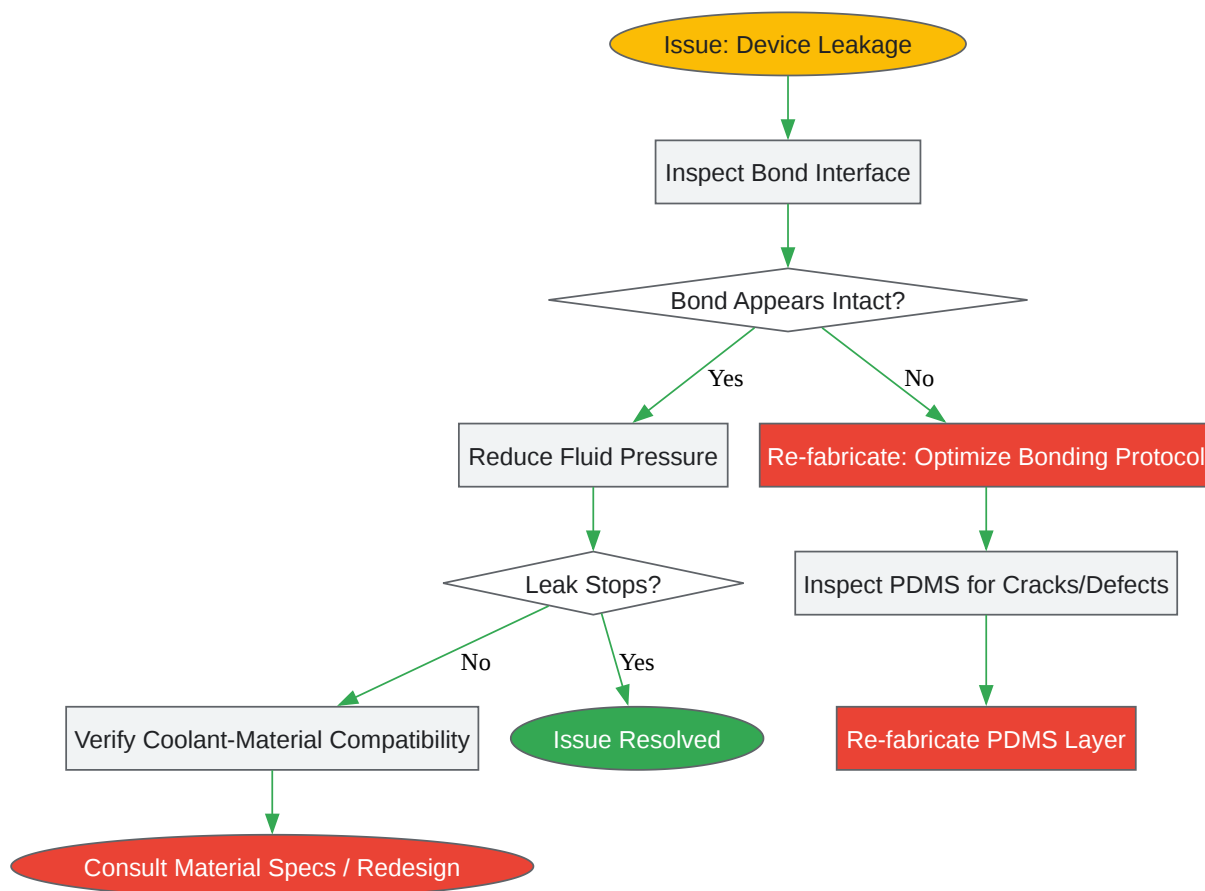 Issue: Device Leakage
Inspect Bond Interface
Bond Appears Intact?
Yes
No
Reduce Fluid Pressure
Re-fabricate: Optimize Bonding Protocol
Leak Stops?
Inspect PDMS for Cracks/Defects
No
Yes
Verify Coolant-Material Compatibility
Issue Resolved
Re-fabricate PDMS Layer
Consult Material Specs / Redesign